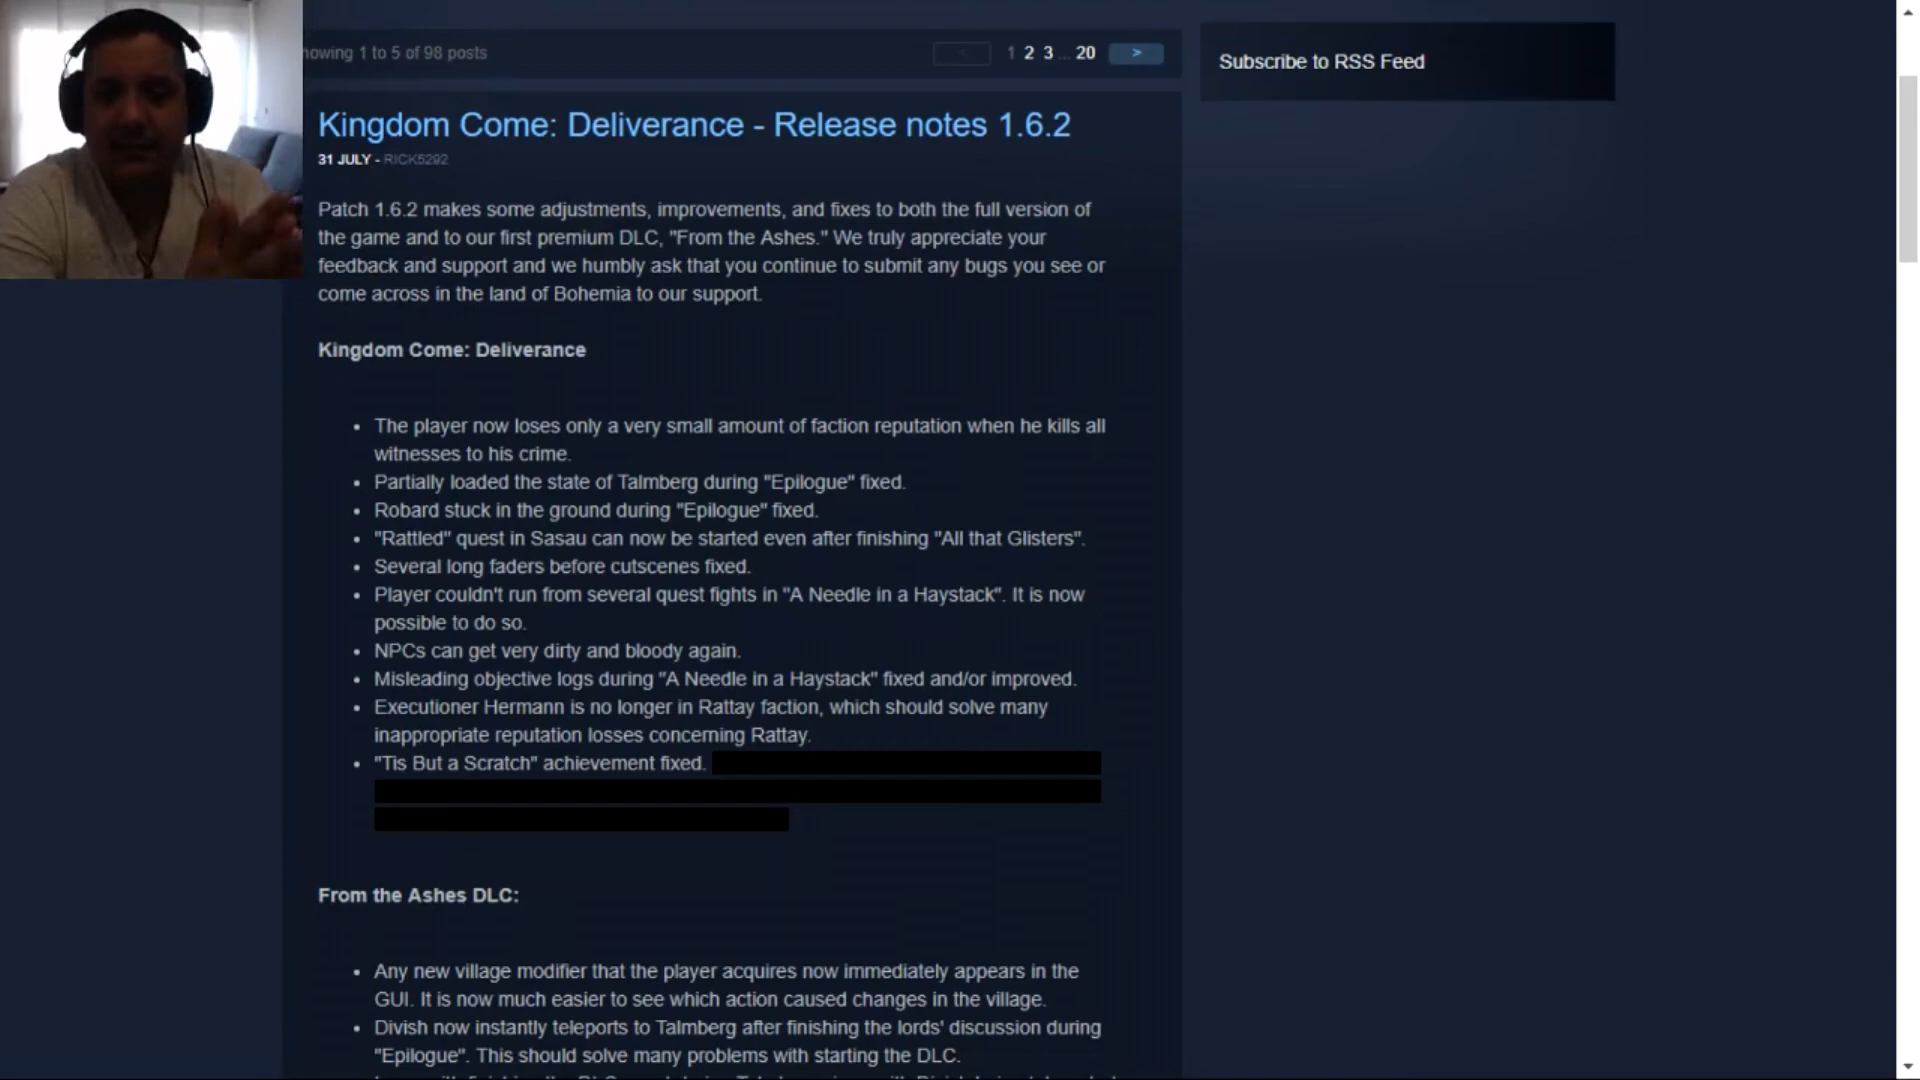 owing 1 to 5 of 98 posts
< 1 2 3 ... 20 >
Subscribe to RSS Feed
Kingdom Come: Deliverance - Release notes 1.6.2
31 JULY - RICK5292
Patch 1.6.2 makes some adjustments, improvements, and fixes to both the full version of
the game and to our first premium DLC, "From the Ashes." We truly appreciate your
feedback and support and we humbly ask that you continue to submit any bugs you see or
come across in the land of Bohemia to our support.
Kingdom Come: Deliverance
• The player now loses only a very small amount of faction reputation when he kills all
witnesses to his crime.
• Partially loaded the state of Talmberg during "Epilogue" fixed.
• Robard stuck in the ground during "Epilogue" fixed.
• "Rattled" quest in Sasau can now be started even after finishing "All that Glisters".
• Several long faders before cutscenes fixed.
• Player couldn't run from several quest fights in "A Needle in a Haystack". It is now
possible to do so.
• NPCs can get very dirty and bloody again.
• Misleading objective logs during "A Needle in a Haystack" fixed and/or improved.
• Executioner Hermann is no longer in Rattay faction, which should solve many
inappropriate reputation losses concerning Rattay.
• "Tis But a Scratch" achievement fixed.
From the Ashes DLC:
• Any new village modifier that the player acquires now immediately appears in the
GUI. It is now much easier to see which action caused changes in the village.
• Divish now instantly teleports to Talmberg after finishing the lords' discussion during
"Epilogue". This should solve many problems with starting the DLC.